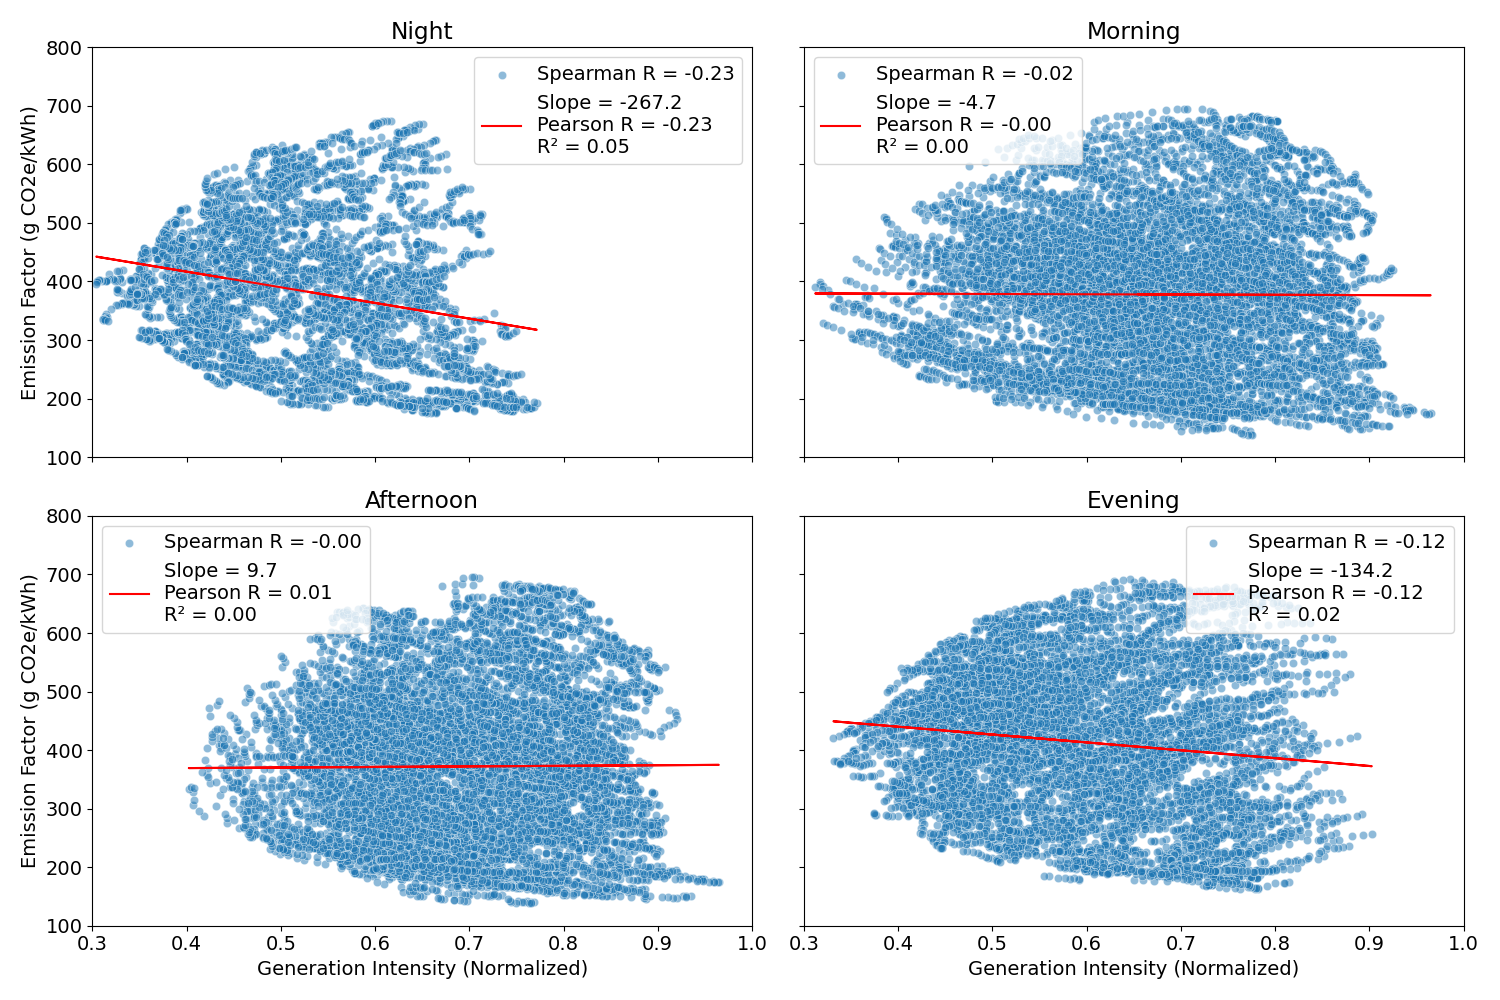 Night
Morning
Emission Factor (g CO2e/kWh)
800
700
600
500
400
300
200
100
Spearman R = -0.23
Slope = -267.2
Pearson R = -0.23
R² = 0.05
Spearman R = -0.02
Slope = -4.7
Pearson R = -0.00
R² = 0.00
Afternoon
Evening
Emission Factor (g CO2e/kWh)
800
700
600
500
400
300
200
100
Spearman R = -0.00
Slope = 9.7
Pearson R = 0.01
R² = 0.00
Spearman R = -0.12
Slope = -134.2
Pearson R = -0.12
R² = 0.02
0.3 0.4 0.5 0.6 0.7 0.8 0.9 1.0
0.3 0.4 0.5 0.6 0.7 0.8 0.9 1.0
Generation Intensity (Normalized)
Generation Intensity (Normalized)